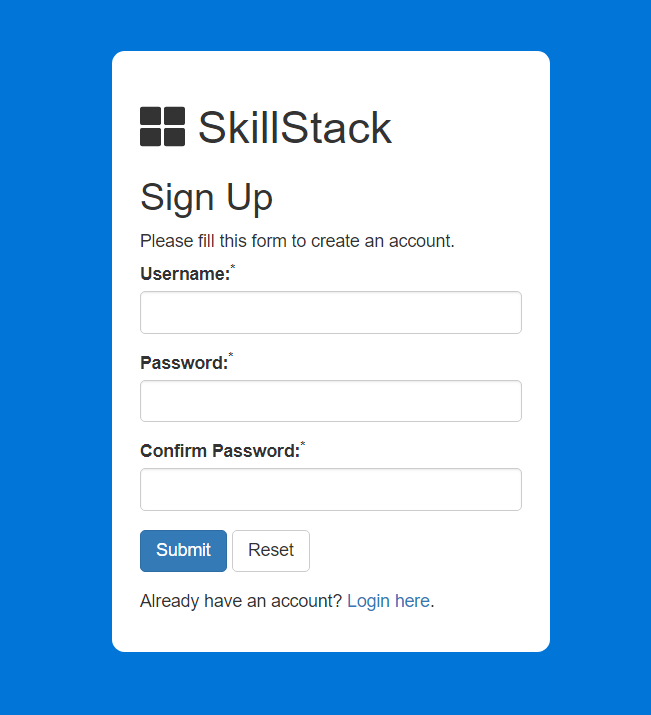 SkillStack
Sign Up
Please fill this form to create an account.
Username:*
Password:*
Confirm Password:*
Submit Reset
Already have an account? Login here.